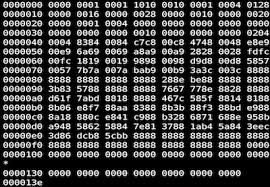 0000000 0000 0001 0001 1010 0010 0001 0004 0128
0000010 0000 0016 0000 0028 0000 0010 0000 0020
0000020 0000 0001 0004 0000 0000 0000 0000 0000
0000030 0000 0000 0000 0010 0000 0000 0000 0204
0000040 0004 8384 0084 c7c8 00c8 4748 0048 e8e9
0000050 00e9 6a69 0069 a8a9 00a9 2828 0028 fdfc
0000060 00fc 1819 0019 9898 0098 d9d8 00d8 5857
0000070 0057 7b7a 007a bab9 00b9 3a3c 003c 8888
0000080 8888 8888 8888 8888 288e be88 8888 8888
0000090 3b83 5788 8888 8888 7667 778e 8828 8888
00000a0 d61f 7abd 8818 8888 467c 585f 8814 8188
00000b0 8b06 e8f7 88aa 8388 8b3b 88f3 88bd e988
00000c0 8a18 880c e841 c988 b328 6871 688e 958b
00000d0 a948 5862 5884 7e81 3788 1ab4 5a84 3eec
00000e0 3d86 dcb8 5cbb 8888 8888 8888 8888 8888
00000f0 8888 8888 8888 8888 8888 8888 8888 0000
0000100 0000 0000 0000 0000 0000 0000 0000 0000
*
0000130 0000 0000 0000 0000 0000 0000 0000
000013e